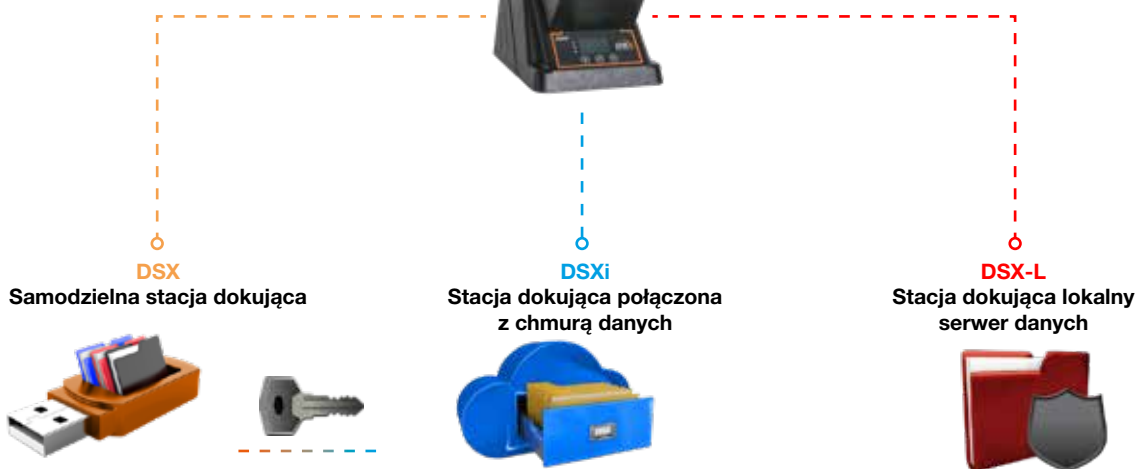 DSX
Samodzielna stacja dokująca
DSXi
Stacja dokująca połączona
z chmurą danych
DSX-L
Stacja dokująca lokalny
serwer danych